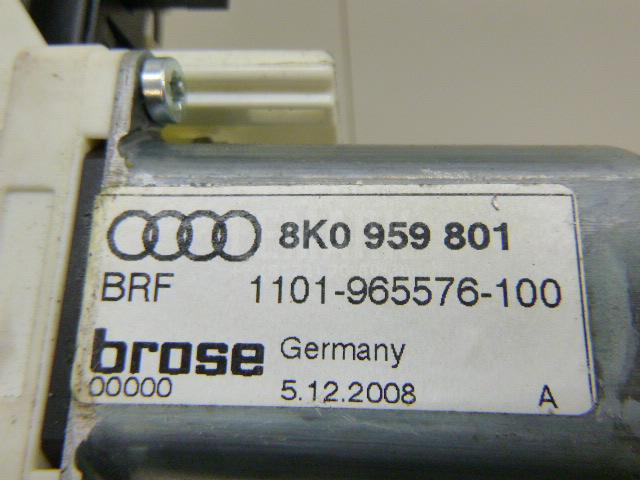 8K0 959 801
BRF 1101-965576-100
brose Germany
00000 5.12.2008 A